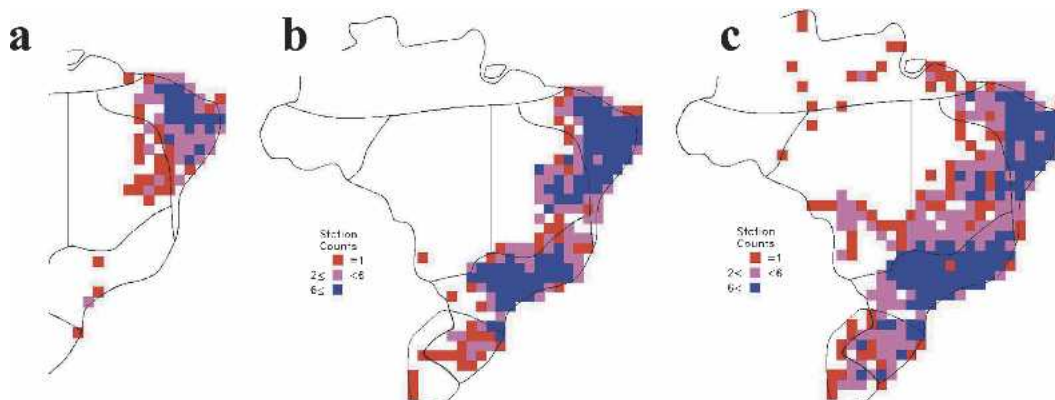 a
b
c
Station
Counts
=1
2≤ <6
6≤
Station
Counts
=1
2< <6
6<